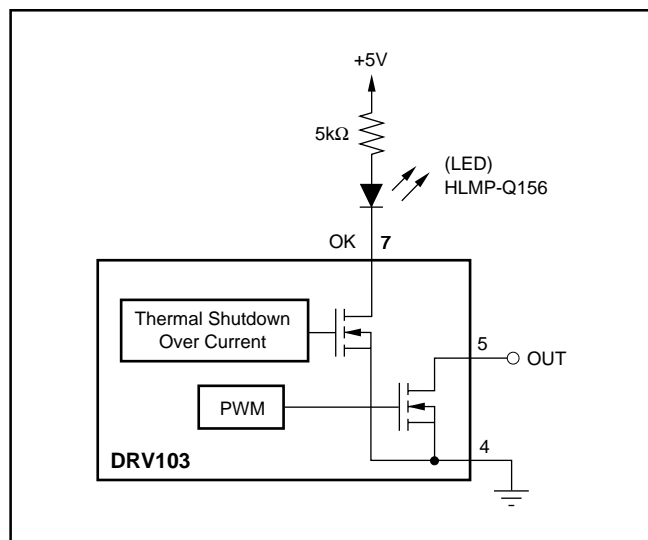 +5V
5kΩ
(LED)
HLMP-Q156
OK 7
Thermal Shutdown
Over Current
5
OUT
PWM
4
DRV103